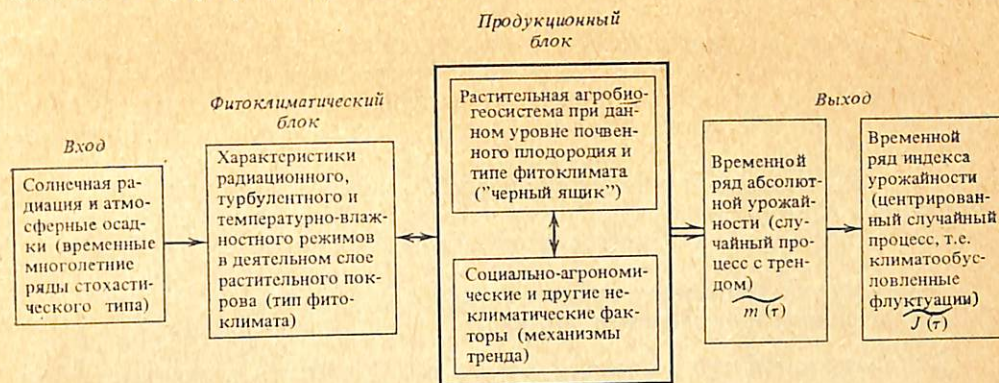 Продукционный
блок
Фитоклиматический
блок
Выход
Вход
Солнечная ра-
диация и атмо-
сферные осад-
ки (временные
многолетние
ряды стохасти-
ческого типа)
Характеристики
радиационного,
турбулентного и
температурно-влаж-
ностного режимов
в деятельном слое
растительного пок-
рова (тип фито-
климата)
Растительная агробио-
геосистема при дан-
ном уровне почвен-
ного плодородия и
типе фитоклимата
("черный ящик")
Социально-агрономи-
ческие и другие не-
климатические фак-
торы (механизмы
тренда)
Временной
ряд абсолют-
ной урожай-
ности (слу-
чайный про-
цесс с трен-
дом)
m (τ)
Временной
ряд индекса
урожайности
(центрирован-
ный случайный
процесс, т.е.
климатообус-
ловленные
флуктуации)
J (τ)